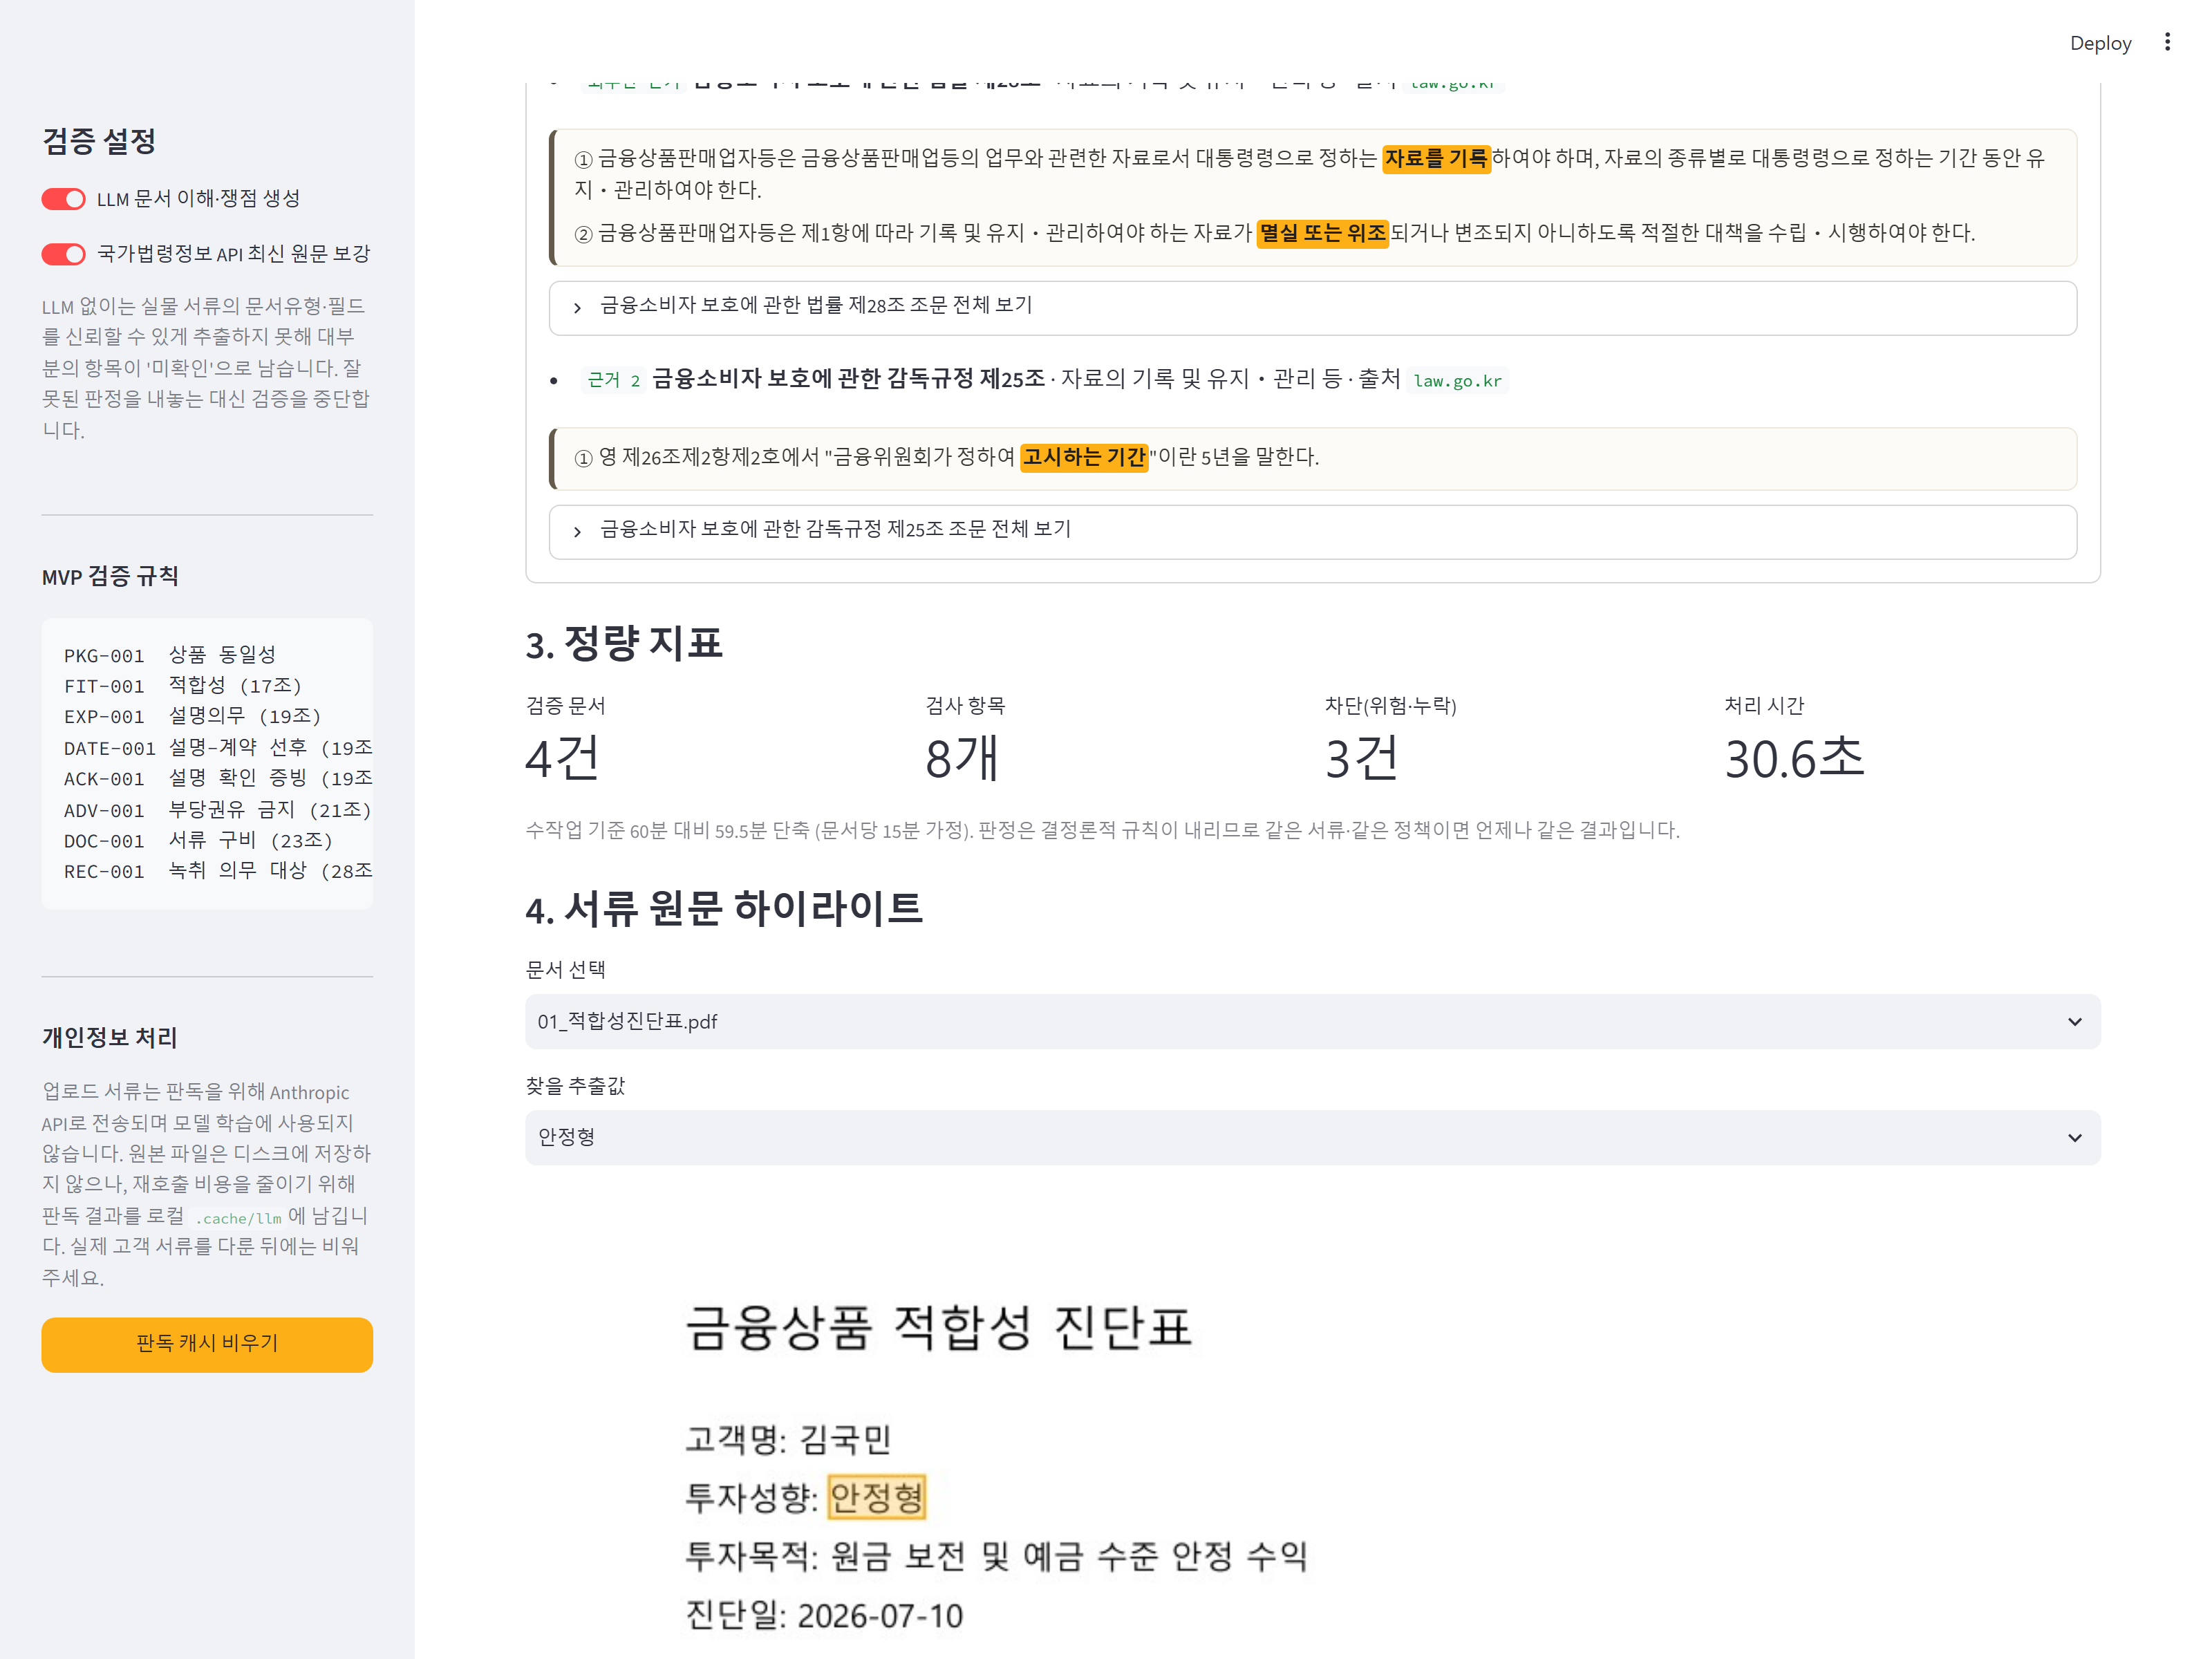 Deploy
검증 설정
LLM 문서 이해·쟁점 생성
국가법령정보 API 최신 원문 보강
LLM 없이는 실물 서류의 문서유형·필드
를 신뢰할 수 있게 추출하지 못해 대부
분의 항목이 '미확인'으로 남습니다. 잘
못된 판정을 내놓는 대신 검증을 중단합
니다.
MVP 검증 규칙
PKG-001 상품 동일성
FIT-001 적합성 (17조)
EXP-001 설명의무 (19조)
DATE-001 설명-계약 선후 (19조
ACK-001 설명 확인 증빙 (19조
ADV-001 부당권유 금지 (21조)
DOC-001 서류 구비 (23조)
REC-001 녹취 의무 대상 (28조
개인정보 처리
업로드 서류는 판독을 위해 Anthropic
API로 전송되며 모델 학습에 사용되지
않습니다. 원본 파일은 디스크에 저장하
지 않으나, 재호출 비용을 줄이기 위해
판독 결과를 로컬 .cache/llm 에 남깁니
다. 실제 고객 서류를 다룬 뒤에는 비워
주세요.
판독 캐시 비우기
law.go.kr
① 금융상품판매업자등은 금융상품판매업등의 업무와 관련한 자료로서 대통령령으로 정하는 자료를 기록하여야 하며, 자료의 종류별로 대통령령으로 정하는 기간 동안 유
지・관리하여야 한다.
② 금융상품판매업자등은 제1항에 따라 기록 및 유지・관리하여야 하는 자료가 멸실 또는 위조되거나 변조되지 아니하도록 적절한 대책을 수립・시행하여야 한다.
금융소비자 보호에 관한 법률 제28조 조문 전체 보기
• 근거 2 금융소비자 보호에 관한 감독규정 제25조 · 자료의 기록 및 유지・관리 등 · 출처 law.go.kr
① 영 제26조제2항제2호에서 "금융위원회가 정하여 고시하는 기간"이란 5년을 말한다.
금융소비자 보호에 관한 감독규정 제25조 조문 전체 보기
3. 정량 지표
검증 문서
4건
검사 항목
8개
차단(위험·누락)
3건
처리 시간
30.6초
수작업 기준 60분 대비 59.5분 단축 (문서당 15분 가정). 판정은 결정론적 규칙이 내리므로 같은 서류·같은 정책이면 언제나 같은 결과입니다.
4. 서류 원문 하이라이트
문서 선택
01_적합성진단표.pdf
찾을 추출값
안정형
금융상품 적합성 진단표
고객명: 김국민
투자성향: 안정형
투자목적: 원금 보전 및 예금 수준 안정 수익
진단일: 2026-07-10